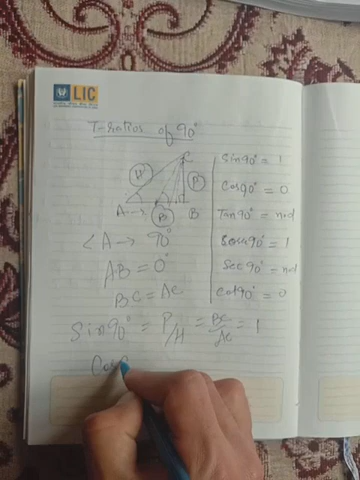 LIC
T-ratios of 90°
C
H
P
A
B
B
∠A → 90°
AB = 0°
BC = AC
Sin90° = P/H = BC/AC = 1
Cos
Sin90° = 1
Cos90° = 0
Tan90° = n.d
Cosec90° = 1
Sec90° = n.d
Cot90° = 0